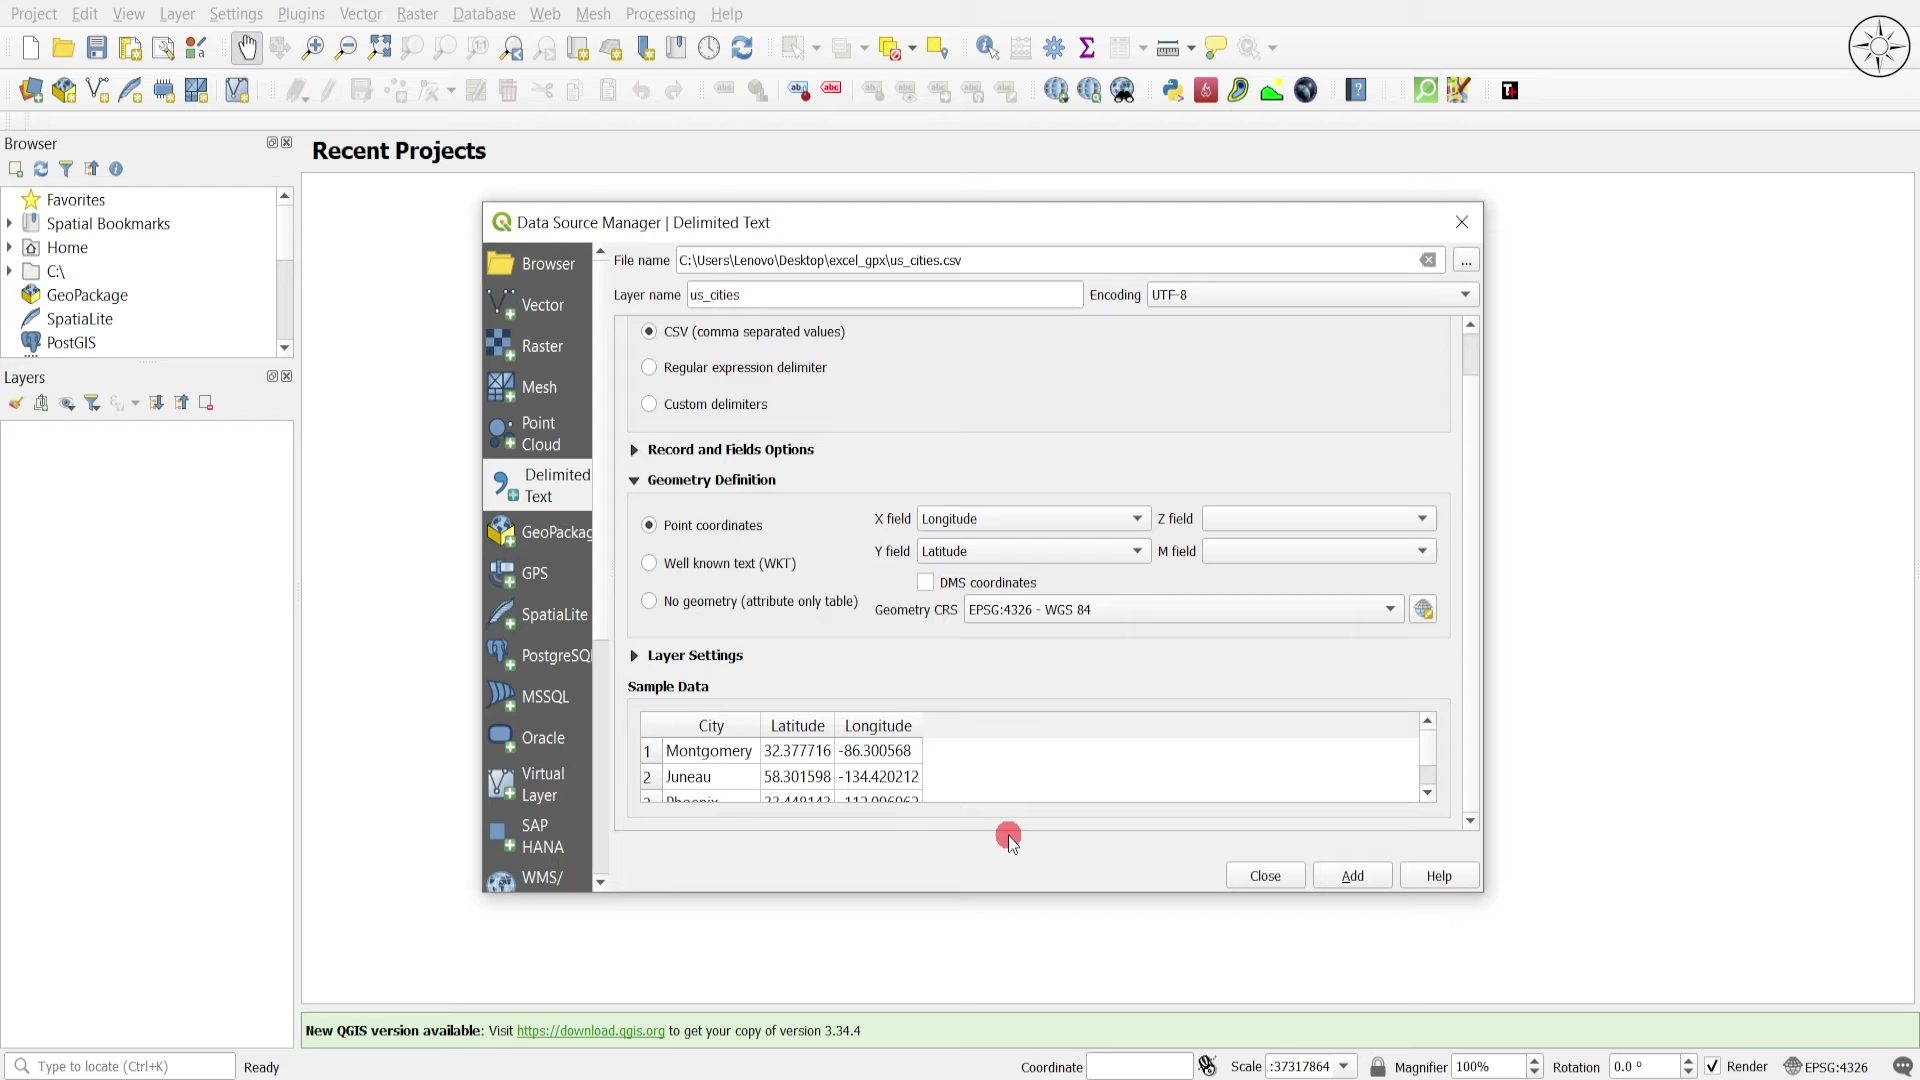 Project Edit View Layer Settings Plugins Vector Raster Database Web Mesh Processing Help
Browser
Favorites
Spatial Bookmarks
Home
C:\
GeoPackage
SpatiaLite
PostGIS
Layers
Recent Projects
Data Source Manager | Delimited Text
Browser
Vector
Raster
Mesh
Point
Cloud
Delimited
Text
GeoPackag
GPS
SpatiaLite
PostgreSQ
MSSQL
Oracle
Virtual
Layer
SAP
HANA
WMS/
File name C:\Users\Lenovo\Desktop\excel_gpx\us_cities.csv ...
Layer name us_cities Encoding UTF-8
CSV (comma separated values)
Regular expression delimiter
Custom delimiters
Record and Fields Options
Geometry Definition
Point coordinates
Well known text (WKT)
No geometry (attribute only table)
X field Longitude Z field
Y field Latitude M field
DMS coordinates
Geometry CRS EPSG:4326 - WGS 84
Layer Settings
Sample Data
City Latitude Longitude
1 Montgomery 32.377716 -86.300568
2 Juneau 58.301598 -134.420212
Close Add Help
New QGIS version available: Visit https://download.qgis.org to get your copy of version 3.34.4
Type to locate (Ctrl+K) Ready Coordinate Scale :37317864 Magnifier 100% Rotation 0.0 ° Render EPSG:4326